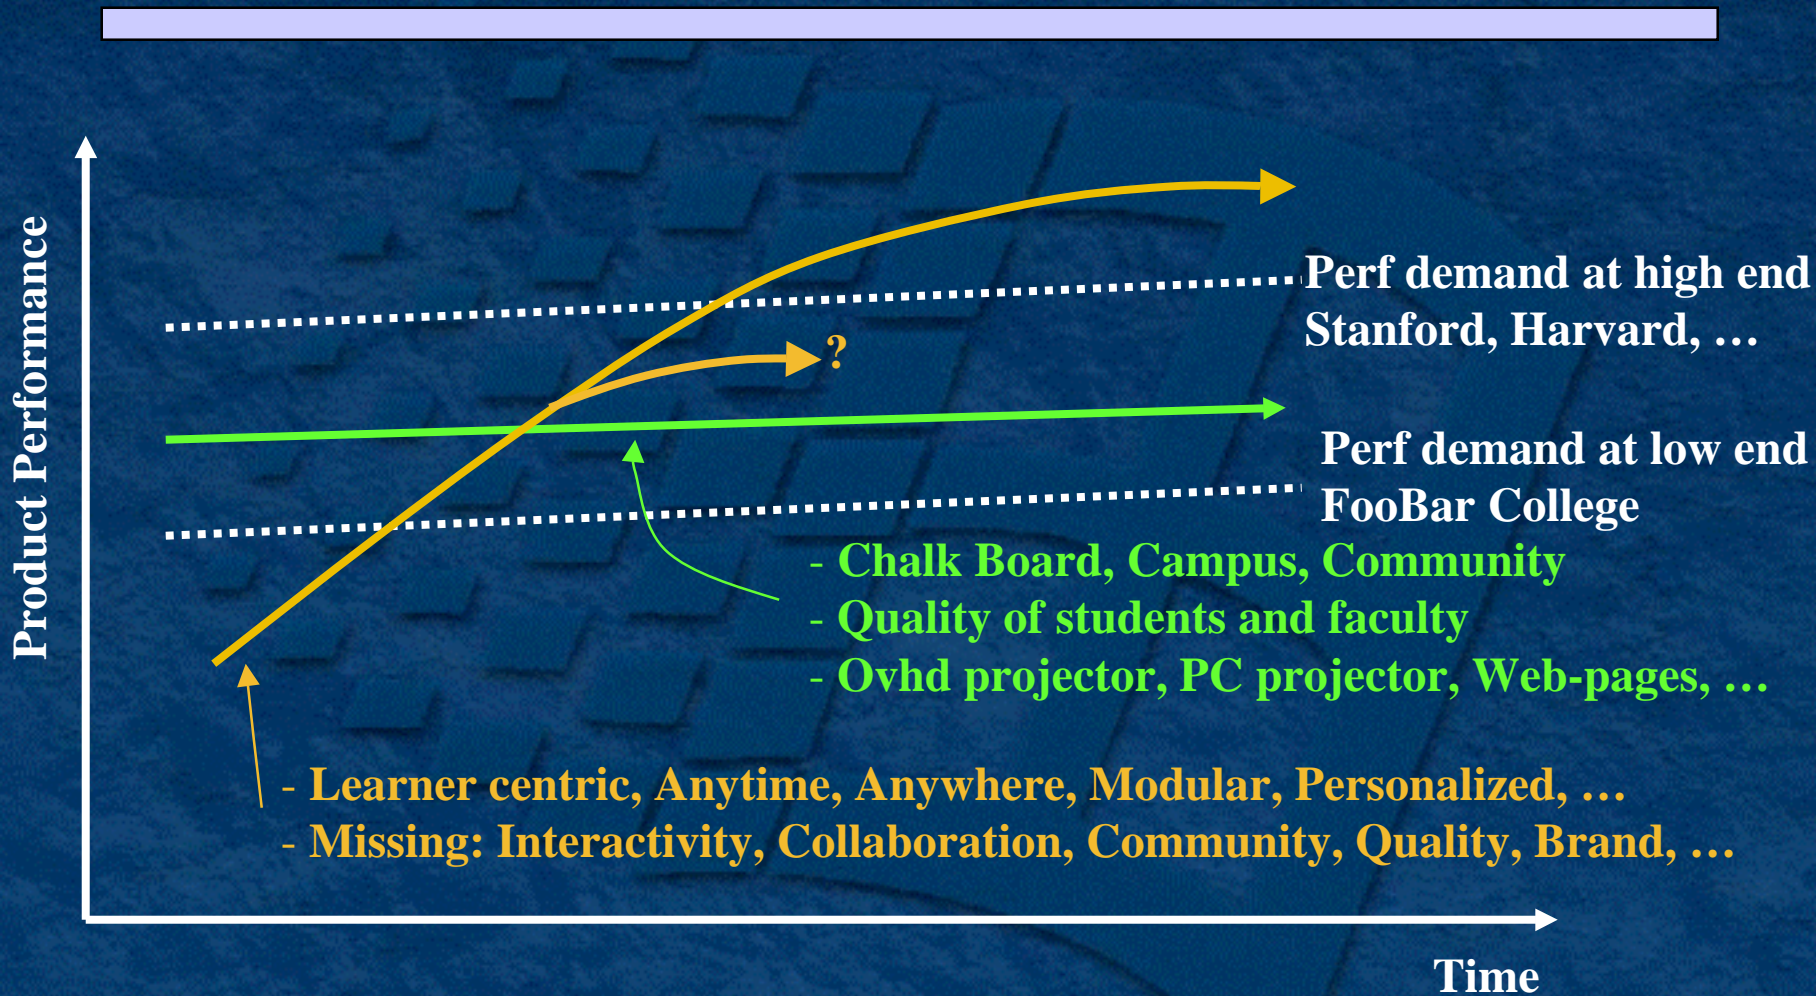 Product Performance
Perf demand at high end
Stanford, Harvard, …
?
Perf demand at low end
FooBar College
- Chalk Board, Campus, Community
- Quality of students and faculty
- Ovhd projector, PC projector, Web-pages, …
- Learner centric, Anytime, Anywhere, Modular, Personalized, …
- Missing: Interactivity, Collaboration, Community, Quality, Brand, …
Time